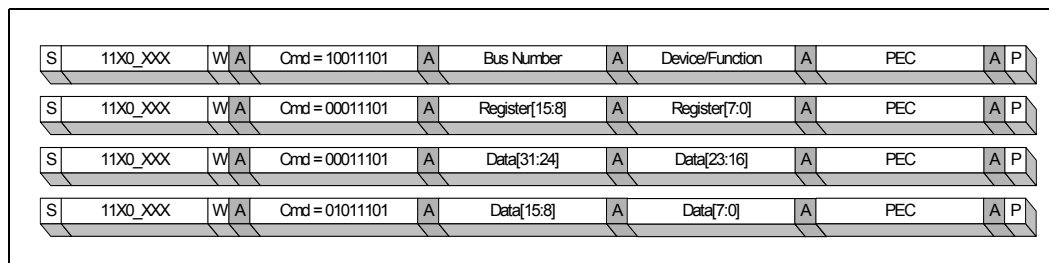 S 11X0_XXX W A Cmd = 10011101 A Bus Number A Device/Function A PEC A P
S 11X0_XXX W A Cmd = 00011101 A Register[15:8] A Register[7:0] A PEC A P
S 11X0_XXX W A Cmd = 00011101 A Data[31:24] A Data[23:16] A PEC A P
S 11X0_XXX W A Cmd = 01011101 A Data[15:8] A Data[7:0] A PEC A P